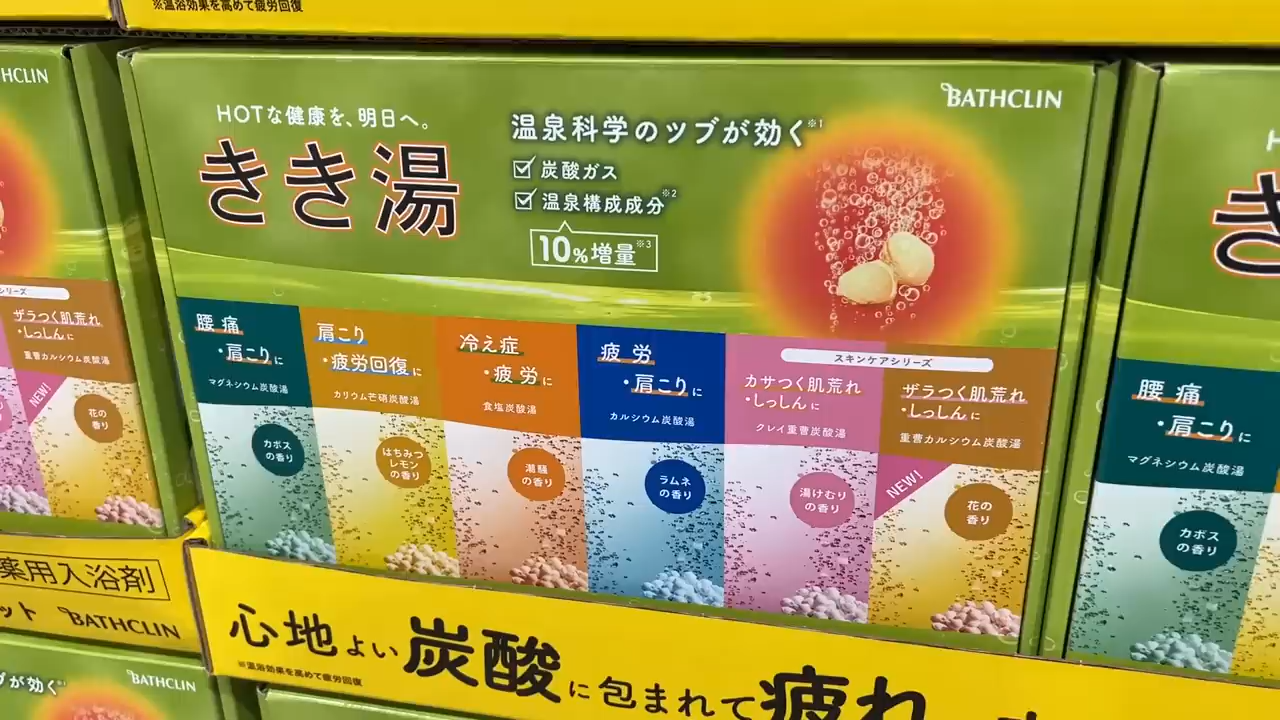 ※温浴効果を高めて疲労回復
HCLIN
BATHCLIN
HOTな健康を、明日へ。
きき湯
温泉科学のツブが効く※1
炭酸ガス
温泉構成成分※2
10%増量※3
腰痛
・肩こりに
マグネシウム炭酸湯
カボスの香り
肩こり
・疲労回復に
カリウム芒硝炭酸湯
はちみつレモンの香り
冷え症
・疲労に
食塩炭酸湯
潮騒の香り
疲労
・肩こりに
カルシウム炭酸湯
ラムネの香り
スキンケアシリーズ
カサつく肌荒れ
・しっしんに
クレイ重曹炭酸湯
湯けむりの香り
ザラつく肌荒れ
・しっしんに
重曹カルシウム炭酸湯
NEW!
花の香り
シリーズ
ザラつく肌荒れ
・しっしんに
重曹カルシウム炭酸湯
NEW!
花の香り
き
腰痛
・肩こりに
マグネシウム炭酸湯
カボスの香り
薬用入浴剤
ット BATHCLIN
心地よい炭酸に包まれて疲れ
※温浴効果を高めて疲労回復
が効く
BATHCLIN